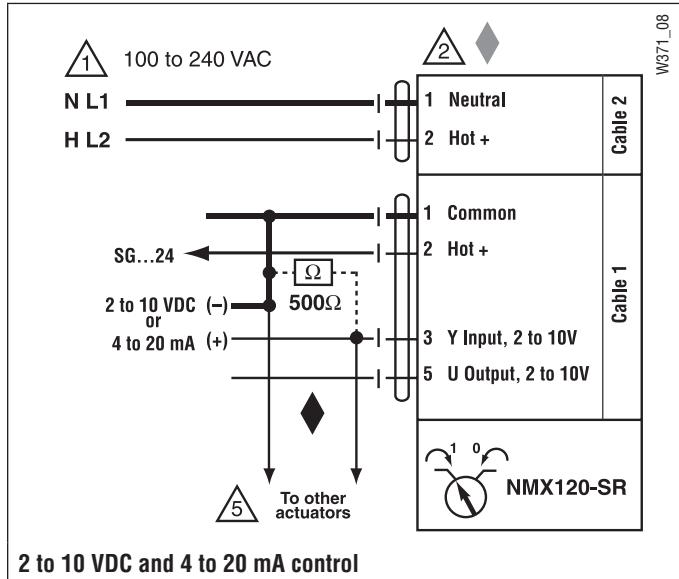 W371_08
1 100 to 240 VAC 2
N L1 1 Neutral
H L2 2 Hot +
Cable 2
1 Common
SG...24 2 Hot +
Ω
500Ω
2 to 10 VDC (–)
or
4 to 20 mA (+) 3 Y Input, 2 to 10V
5 U Output, 2 to 10V
Cable 1
1 0
NMX120-SR
5 To other
actuators
2 to 10 VDC and 4 to 20 mA control